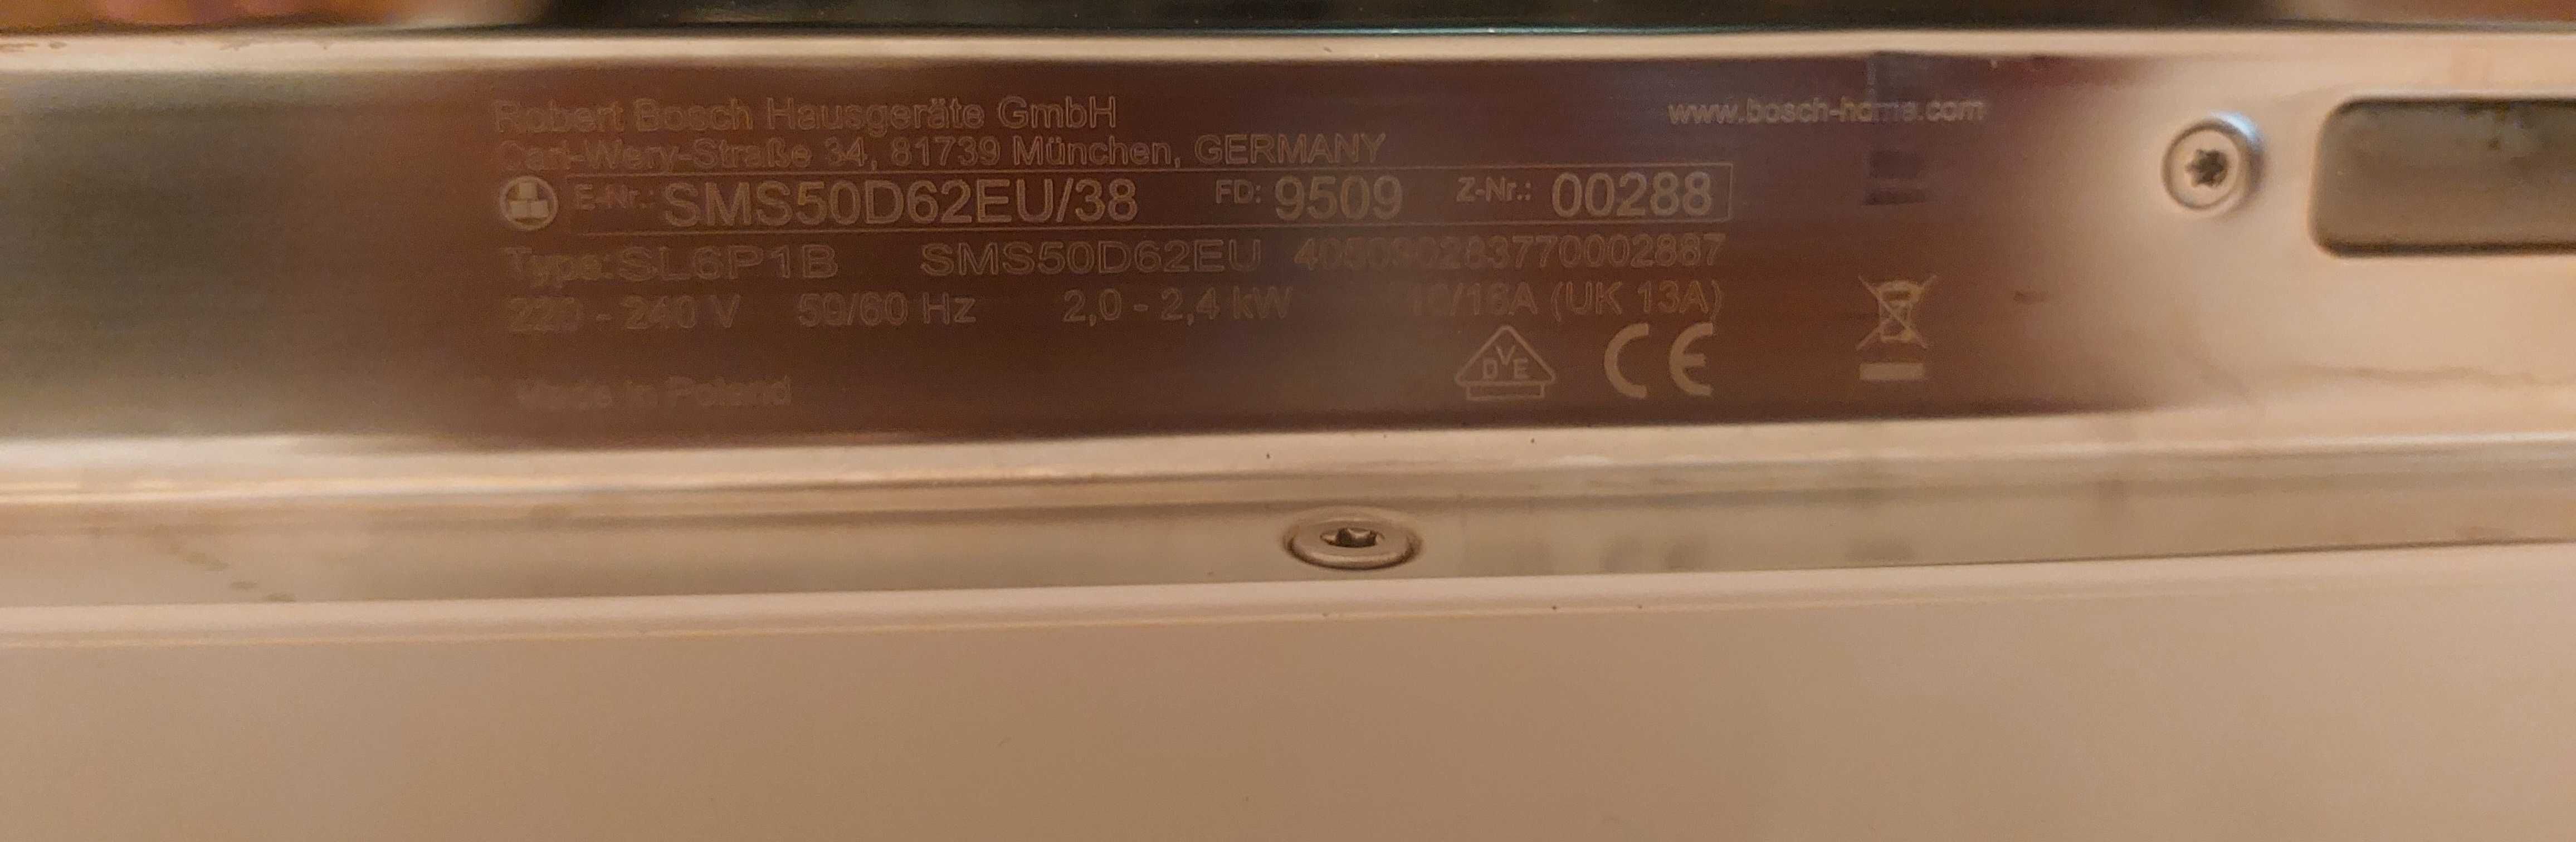 Robert Bosch Hausgeräte GmbH
www.bosch-home.com
Carl-Wery-Straße 34, 81739 München, GERMANY
E-Nr.: SMS50D62EU/38 FD: 9509 Z-Nr.: 00288
Type: SL6P1B SMS50D62EU 405090283770002887
220 - 240 V 50/60 Hz 2,0 - 2,4 kW 10/16A (UK 13A)
DVE
CE
Made in Poland